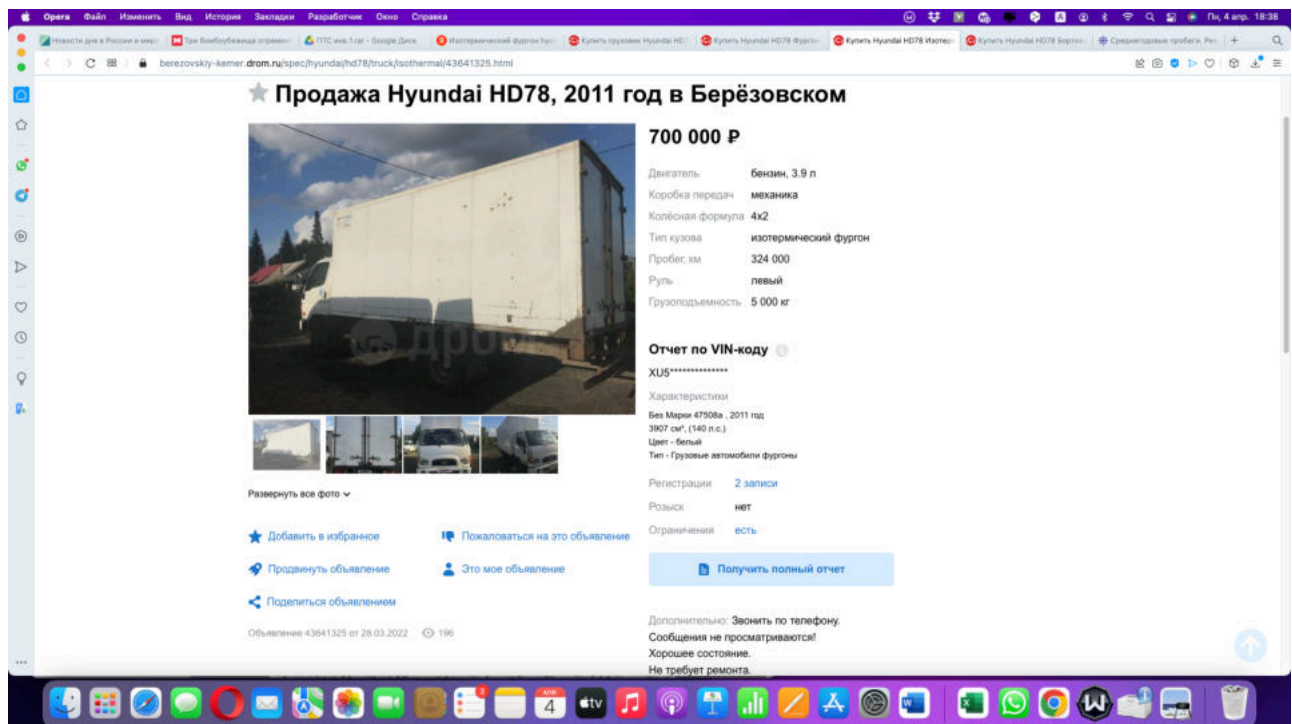 Opera Файл Изменить Вид История Закладки Разработчик Окно Справка
Пн, 4 апр. 18:38
berezovskiy-kemer.drom.ru/spec/hyundai/hd78/truck/isothermal/43641325.html
Продажа Hyundai HD78, 2011 год в Берёзовском
700 000 ₽
Двигатель бензин, 3.9 л
Коробка передач механика
Колёсная формула 4x2
Тип кузова изотермический фургон
Пробег, км 324 000
Руль левый
Грузоподъемность 5 000 кг
Отчет по VIN-коду
XU5**************
Характеристики
Без Марки 47508а , 2011 год
3907 см³, (140 л.с.)
Цвет - белый
Тип - Грузовые автомобили фургоны
Регистрации 2 записи
Розыск нет
Ограничения есть
Получить полный отчет
Дополнительно: Звонить по телефону.
Сообщения не просматриваются!
Хорошее состояние.
Не требует ремонта.
дром
Развернуть все фото
Добавить в избранное
Пожаловаться на это объявление
Продвинуть объявление
Это мое объявление
Поделиться объявлением
Объявление 43641325 от 28.03.2022 196
АПР.
4
tv